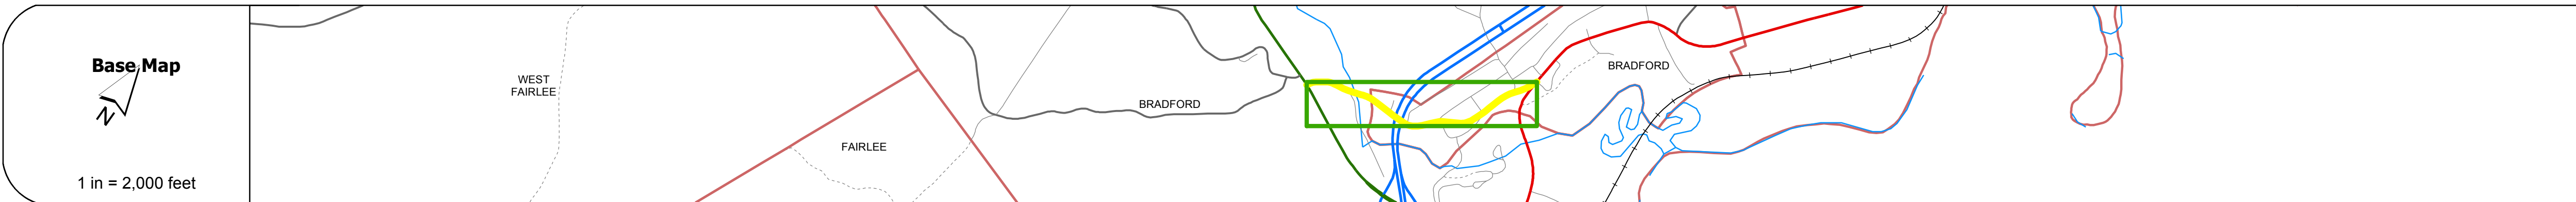 Base Map
N
1 in = 2,000 feet
WEST
FAIRLEE
FAIRLEE
BRADFORD
BRADFORD